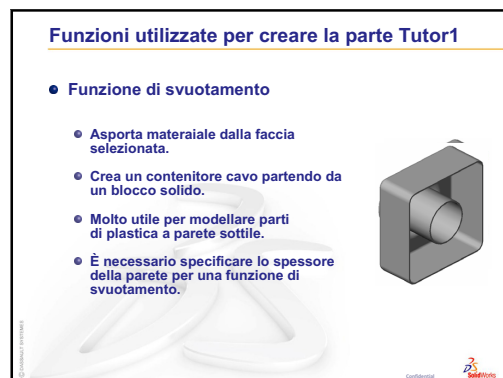 Funzioni utilizzate per creare la parte Tutor1
Funzione di svuotamento
Asporta materaiale dalla faccia
selezionata.
Crea un contenitore cavo partendo da
un blocco solido.
Molto utile per modellare parti
di plastica a parete sottile.
È necessario specificare lo spessore
della parete per una funzione di
svuotamento.
© DASSAULT SYSTEMES
Confidential
SolidWorks